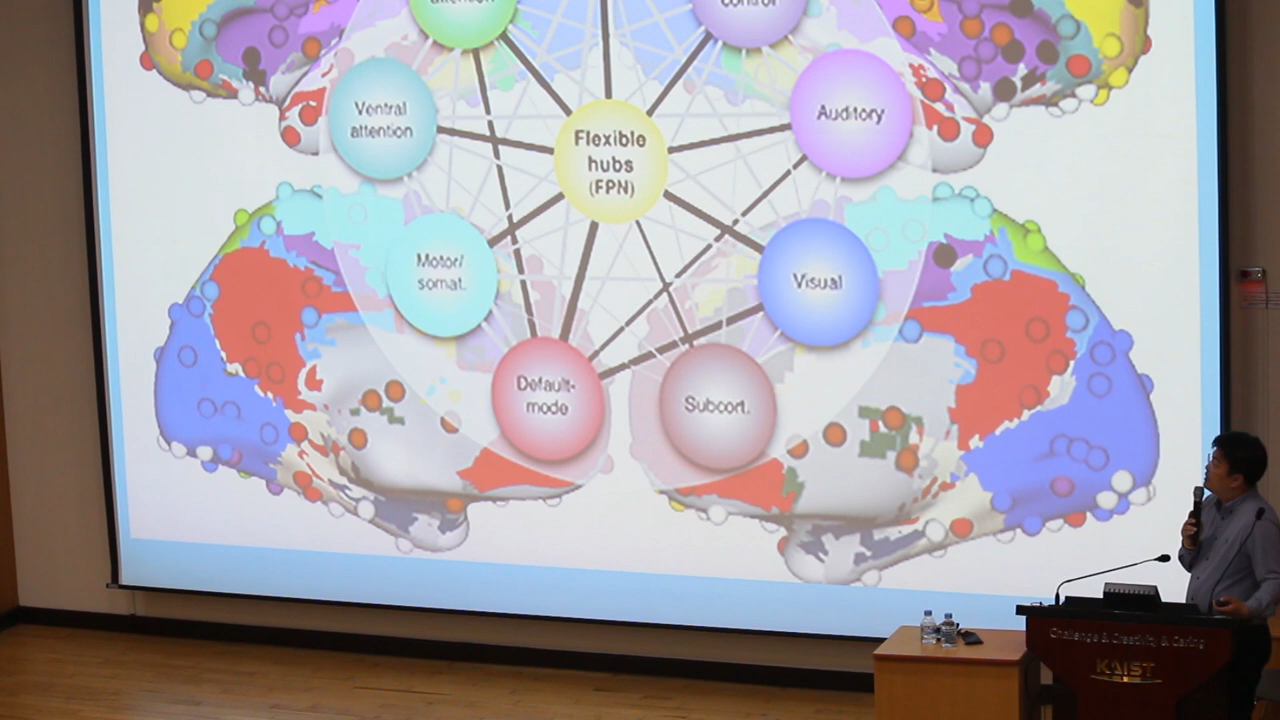 attention
control
Ventral
attention
Auditory
Flexible
hubs
(FPN)
Motor/
somat.
Visual
Default-
mode
Subcort.
Challenge & Creativity & Caring
KAIST